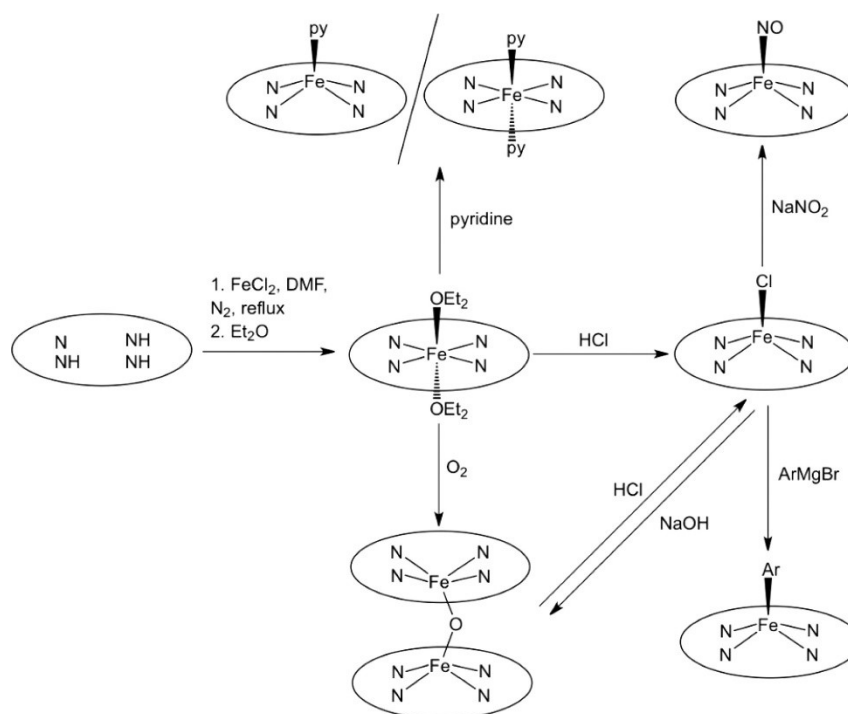 py
Fe
N N
N N
py
N N
Fe
N N
py
NO
Fe
N N
N N
pyridine
NaNO2
1. FeCl2, DMF,
N2, reflux
2. Et2O
N NH
NH NH
OEt2
N N
Fe
N N
OEt2
HCl
Cl
Fe
N N
N N
O2
HCl
NaOH
ArMgBr
N N
N N
Fe
O
Fe
N N
N N
Ar
Fe
N N
N N